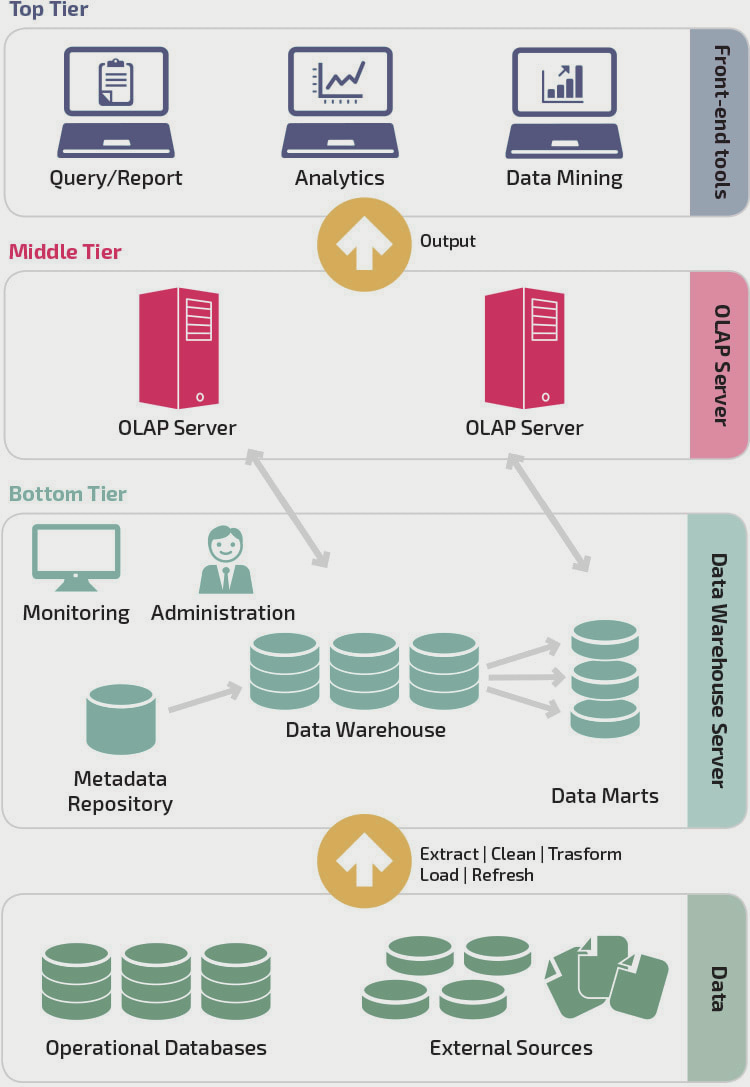 Top Tier
Query/Report
Analytics
Data Mining
Front-end tools
Output
Middle Tier
OLAP Server
OLAP Server
OLAP Server
Bottom Tier
Monitoring
Administration
Data Warehouse
Metadata
Repository
Data Marts
Data Warehouse Server
Extract | Clean | Trasform
Load | Refresh
Operational Databases
External Sources
Data